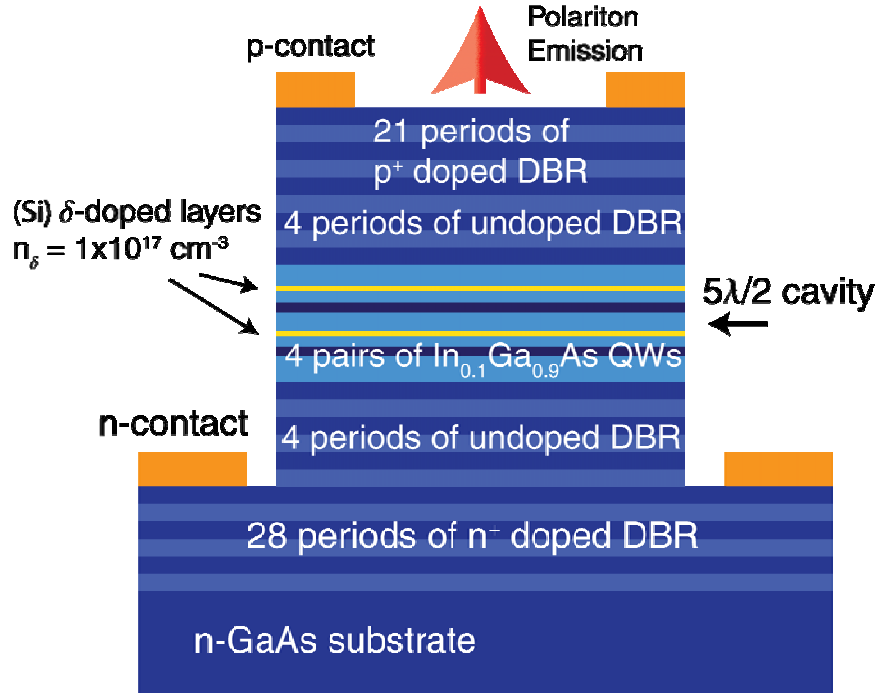 Polariton
Emission
p-contact
21 periods of
p⁺ doped DBR
(Si) δ-doped layers
n_δ = 1x10¹⁷ cm⁻³
4 periods of undoped DBR
5λ/2 cavity
4 pairs of In₀.₁Ga₀.₉As QWs
n-contact
4 periods of undoped DBR
28 periods of n⁺ doped DBR
n-GaAs substrate